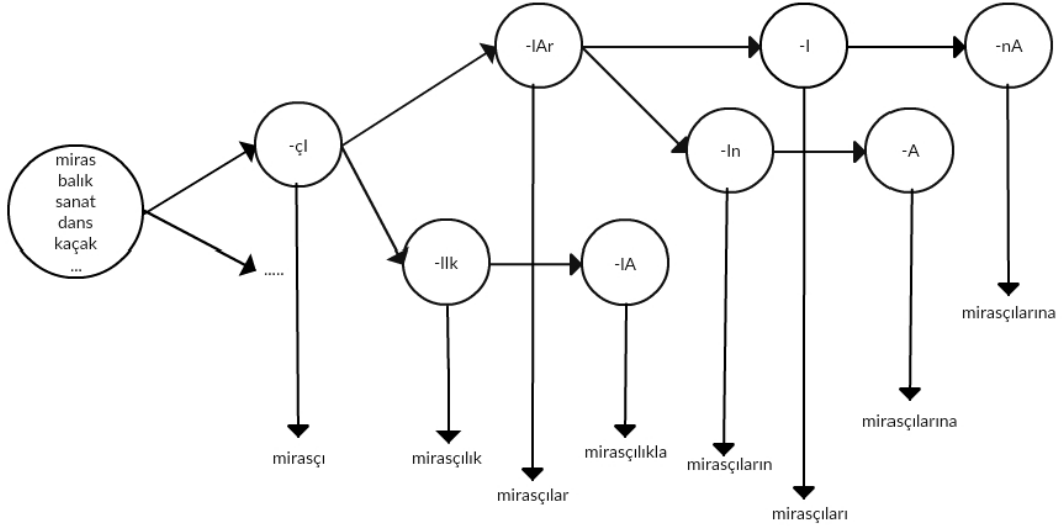 miras
balık
sanat
dans
kaçak
...
.....
-çI
-lAr
-lIk
-lA
-I
-In
-nA
-A
mirasçı
mirasçılık
mirasçılar
mirasçılıkla
mirasçıların
mirasçıları
mirasçılarına
mirasçılarına